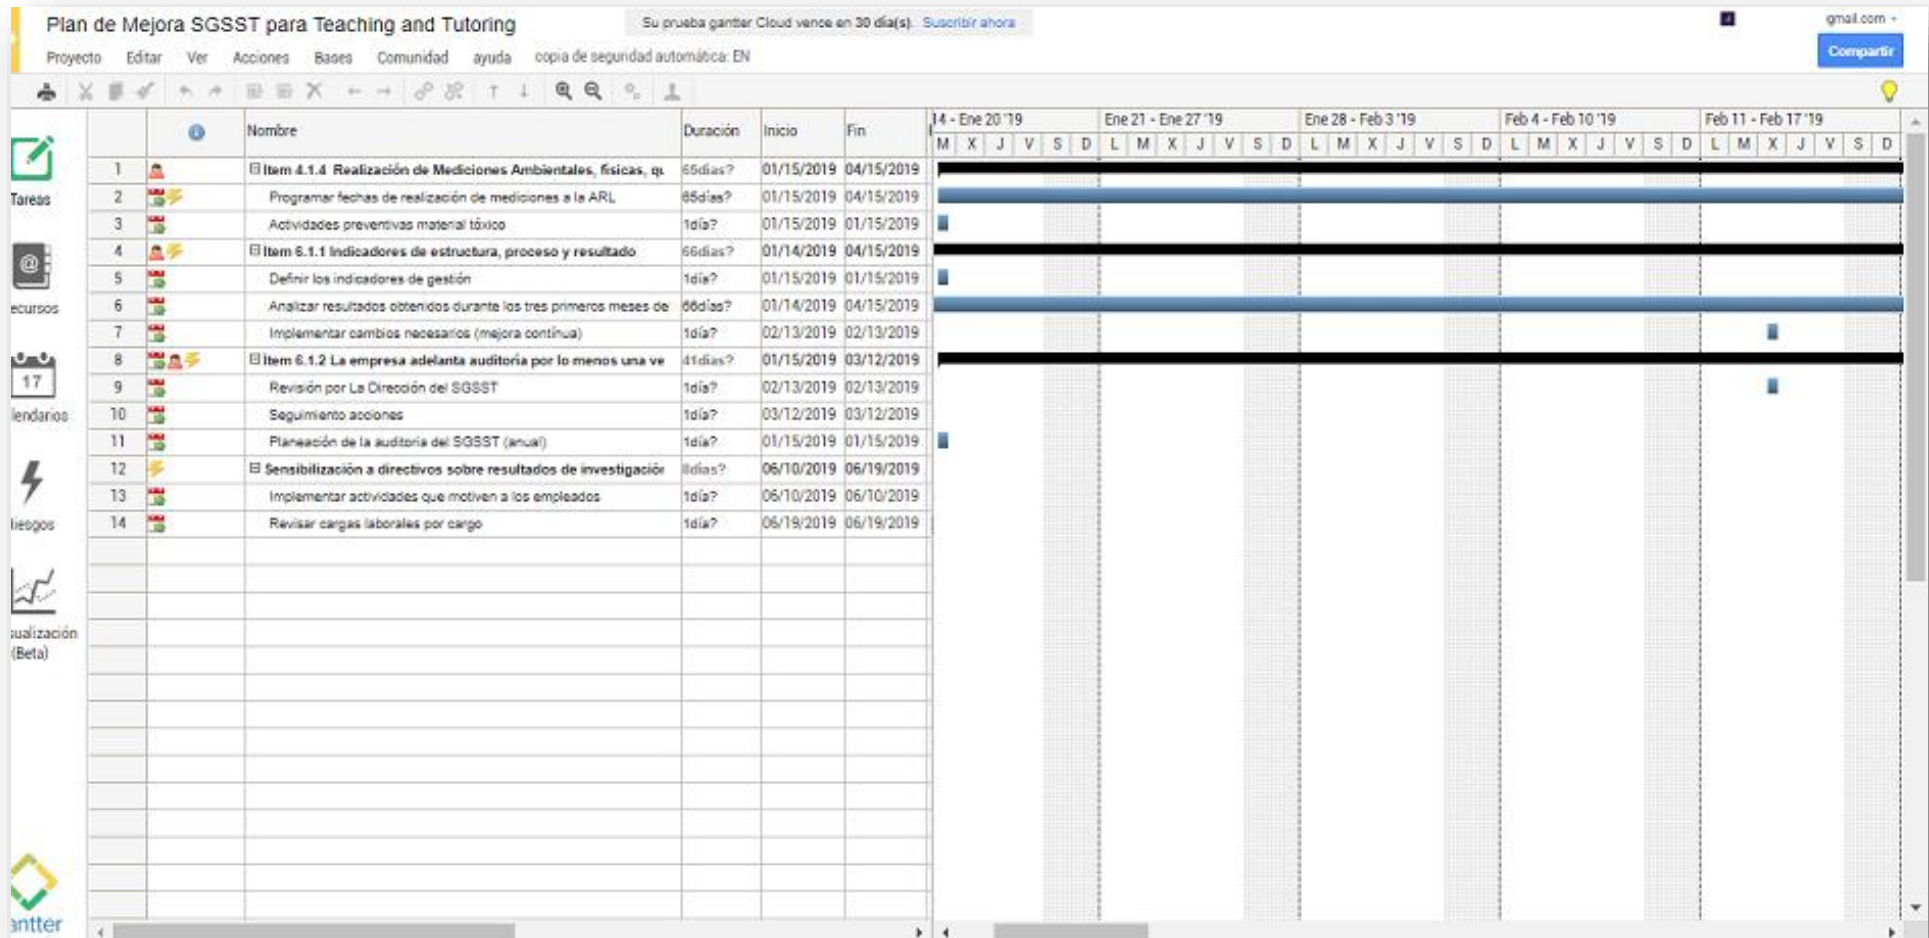 Plan de Mejora SGSST para Teaching and Tutoring
Su prueba gantter Cloud vence en 30 día(s). Suscribir ahora
gmail.com
Proyecto Editar Ver Acciones Bases Comunidad ayuda copia de seguridad automática: EN
Compartir
Nombre Duración Inicio Fin
14 - Ene 20 '19 Ene 21 - Ene 27 '19 Ene 28 - Feb 3 '19 Feb 4 - Feb 10 '19 Feb 11 - Feb 17 '19
M X J V S D L M X J V S D L M X J V S D L M X J V S D L M X J V S D
1 Item 4.1.4 Realización de Mediciones Ambientales, físicas, qu 65días? 01/15/2019 04/15/2019
2 Programar fechas de realización de mediciones a la ARL 65días? 01/15/2019 04/15/2019
3 Actividades preventivas material tóxico 1día? 01/15/2019 01/15/2019
4 Item 6.1.1 Indicadores de estructura, proceso y resultado 66días? 01/14/2019 04/15/2019
5 Definir los indicadores de gestión 1día? 01/15/2019 01/15/2019
6 Analizar resultados obtenidos durante los tres primeros meses de 66días? 01/14/2019 04/15/2019
7 Implementar cambios necesarios (mejora contínua) 1día? 02/13/2019 02/13/2019
8 Item 6.1.2 La empresa adelanta auditoria por lo menos una ve 41días? 01/15/2019 03/12/2019
9 Revisión por La Dirección del SGSST 1día? 02/13/2019 02/13/2019
10 Seguimiento acciones 1día? 03/12/2019 03/12/2019
11 Planeación de la auditoria del SGSST (anual) 1día? 01/15/2019 01/15/2019
12 Sensibilización a directivos sobre resultados de investigación 8días? 06/10/2019 06/19/2019
13 Implementar actividades que motiven a los empleados 1día? 06/10/2019 06/10/2019
14 Revisar cargas laborales por cargo 1día? 06/19/2019 06/19/2019
Tareas
@
ecursos
17
lendarios
iesgos
sualización
(Beta)
antter